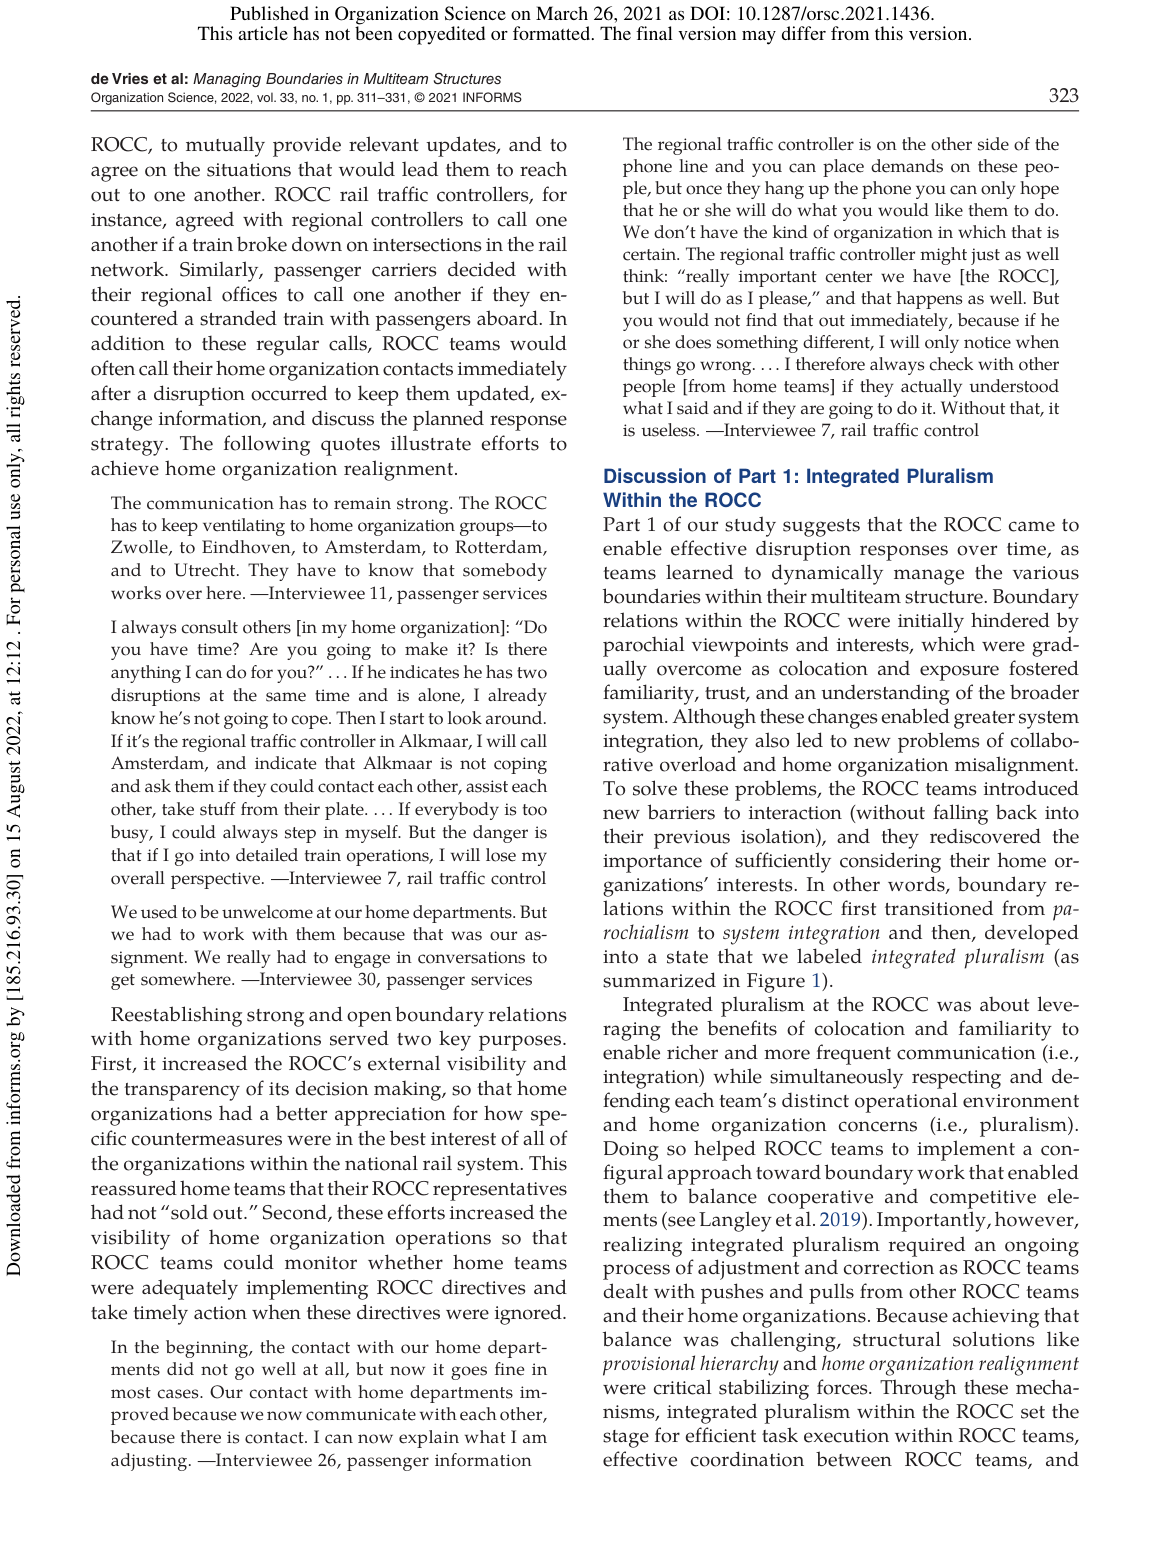 Published in Organization Science on March 26, 2021 as DOI: 10.1287/orsc.2021.1436.
This article has not been copyedited or formatted. The final version may differ from this version.
de Vries et al: Managing Boundaries in Multiteam Structures
Organization Science, 2022, vol. 33, no. 1, pp. 311–331, © 2021 INFORMS
323
ROCC, to mutually provide relevant updates, and to
agree on the situations that would lead them to reach
out to one another. ROCC rail traffic controllers, for
instance, agreed with regional controllers to call one
another if a train broke down on intersections in the rail
network. Similarly, passenger carriers decided with
their regional offices to call one another if they en-
countered a stranded train with passengers aboard. In
addition to these regular calls, ROCC teams would
often call their home organization contacts immediately
after a disruption occurred to keep them updated, ex-
change information, and discuss the planned response
strategy. The following quotes illustrate efforts to
achieve home organization realignment.
The communication has to remain strong. The ROCC
has to keep ventilating to home organization groups—to
Zwolle, to Eindhoven, to Amsterdam, to Rotterdam,
and to Utrecht. They have to know that somebody
works over here. —Interviewee 11, passenger services
I always consult others [in my home organization]: “Do
you have time? Are you going to make it? Is there
anything I can do for you?” . . . If he indicates he has two
disruptions at the same time and is alone, I already
know he’s not going to cope. Then I start to look around.
If it’s the regional traffic controller in Alkmaar, I will call
Amsterdam, and indicate that Alkmaar is not coping
and ask them if they could contact each other, assist each
other, take stuff from their plate. . . . If everybody is too
busy, I could always step in myself. But the danger is
that if I go into detailed train operations, I will lose my
overall perspective. —Interviewee 7, rail traffic control
We used to be unwelcome at our home departments. But
we had to work with them because that was our as-
signment. We really had to engage in conversations to
get somewhere. —Interviewee 30, passenger services
Reestablishing strong and open boundary relations
with home organizations served two key purposes.
First, it increased the ROCC’s external visibility and
the transparency of its decision making, so that home
organizations had a better appreciation for how spe-
cific countermeasures were in the best interest of all of
the organizations within the national rail system. This
reassured home teams that their ROCC representatives
had not “sold out.” Second, these efforts increased the
visibility of home organization operations so that
ROCC teams could monitor whether home teams
were adequately implementing ROCC directives and
take timely action when these directives were ignored.
In the beginning, the contact with our home depart-
ments did not go well at all, but now it goes fine in
most cases. Our contact with home departments im-
proved because we now communicate with each other,
because there is contact. I can now explain what I am
adjusting. —Interviewee 26, passenger information
The regional traffic controller is on the other side of the
phone line and you can place demands on these peo-
ple, but once they hang up the phone you can only hope
that he or she will do what you would like them to do.
We don’t have the kind of organization in which that is
certain. The regional traffic controller might just as well
think: “really important center we have [the ROCC],
but I will do as I please,” and that happens as well. But
you would not find that out immediately, because if he
or she does something different, I will only notice when
things go wrong. . . . I therefore always check with other
people [from home teams] if they actually understood
what I said and if they are going to do it. Without that, it
is useless. —Interviewee 7, rail traffic control
Discussion of Part 1: Integrated Pluralism
Within the ROCC
Part 1 of our study suggests that the ROCC came to
enable effective disruption responses over time, as
teams learned to dynamically manage the various
boundaries within their multiteam structure. Boundary
relations within the ROCC were initially hindered by
parochial viewpoints and interests, which were grad-
ually overcome as colocation and exposure fostered
familiarity, trust, and an understanding of the broader
system. Although these changes enabled greater system
integration, they also led to new problems of collabo-
rative overload and home organization misalignment.
To solve these problems, the ROCC teams introduced
new barriers to interaction (without falling back into
their previous isolation), and they rediscovered the
importance of sufficiently considering their home or-
ganizations’ interests. In other words, boundary re-
lations within the ROCC first transitioned from pa-
rochialism to system integration and then, developed
into a state that we labeled integrated pluralism (as
summarized in Figure 1).
Integrated pluralism at the ROCC was about leve-
raging the benefits of colocation and familiarity to
enable richer and more frequent communication (i.e.,
integration) while simultaneously respecting and de-
fending each team’s distinct operational environment
and home organization concerns (i.e., pluralism).
Doing so helped ROCC teams to implement a con-
figural approach toward boundary work that enabled
them to balance cooperative and competitive ele-
ments (see Langley et al. 2019). Importantly, however,
realizing integrated pluralism required an ongoing
process of adjustment and correction as ROCC teams
dealt with pushes and pulls from other ROCC teams
and their home organizations. Because achieving that
balance was challenging, structural solutions like
provisional hierarchy and home organization realignment
were critical stabilizing forces. Through these mecha-
nisms, integrated pluralism within the ROCC set the
stage for efficient task execution within ROCC teams,
effective coordination between ROCC teams, and
Downloaded from informs.org by [185.216.93.30] on 15 August 2022, at 12:12 . For personal use only, all rights reserved.